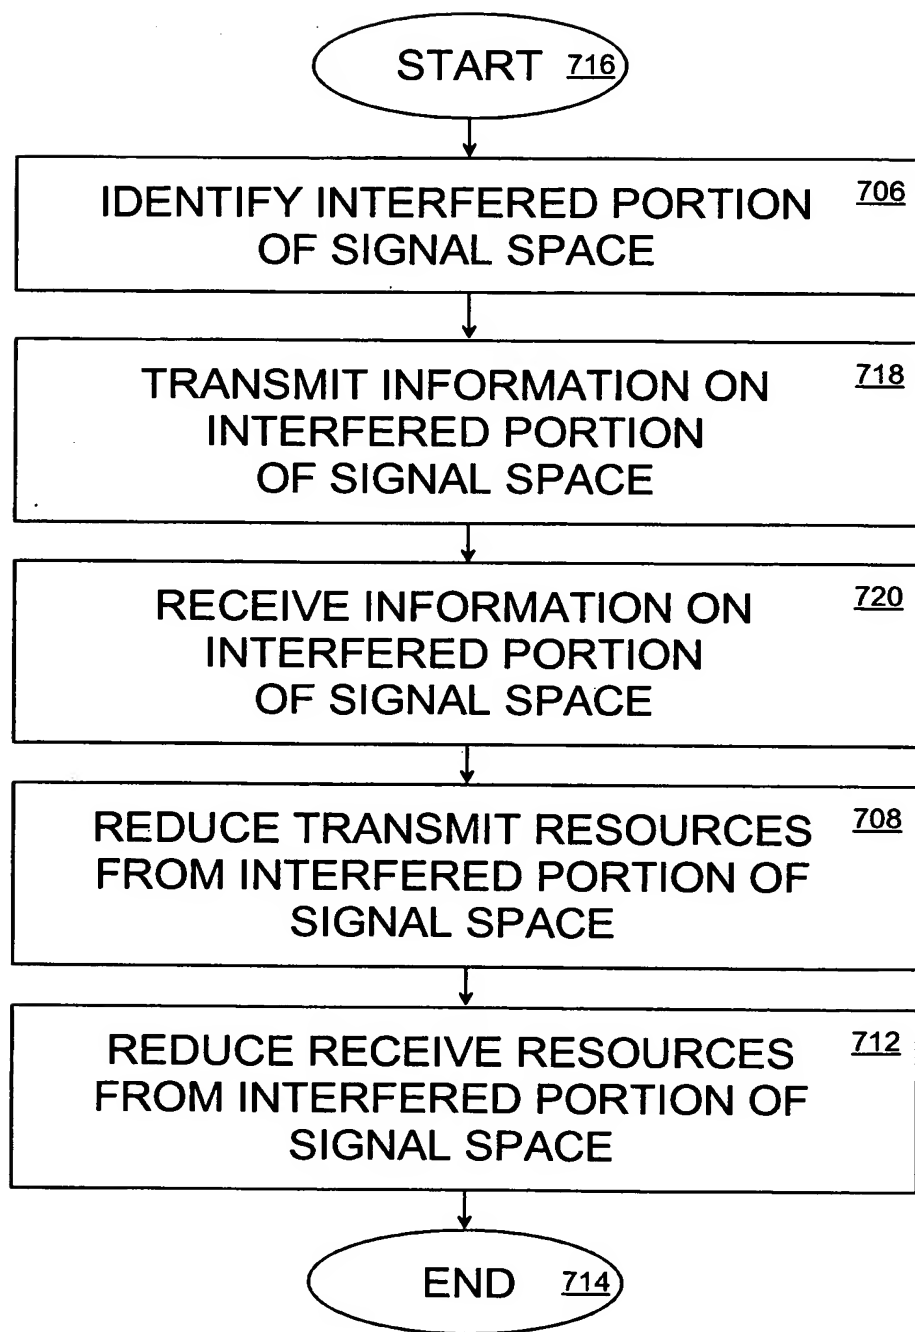 START 716
IDENTIFY INTERFERED PORTION 706
OF SIGNAL SPACE
TRANSMIT INFORMATION ON 718
INTERFERED PORTION
OF SIGNAL SPACE
RECEIVE INFORMATION ON 720
INTERFERED PORTION
OF SIGNAL SPACE
REDUCE TRANSMIT RESOURCES 708
FROM INTERFERED PORTION OF
SIGNAL SPACE
REDUCE RECEIVE RESOURCES 712
FROM INTERFERED PORTION OF
SIGNAL SPACE
END 714